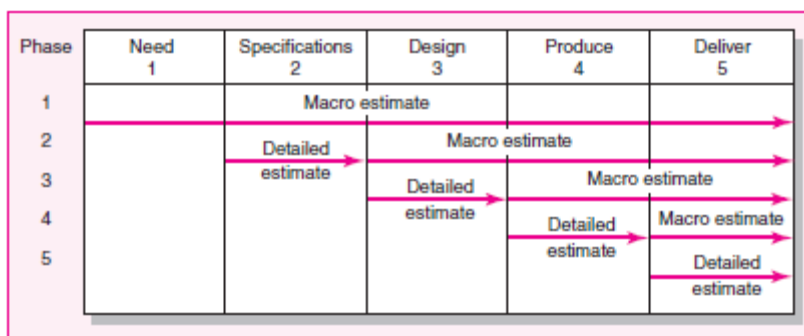 Phase Need Specifications Design Produce Deliver
1 2 3 4 5
1 Macro estimate
2 Detailed estimate Macro estimate
3 Detailed estimate Macro estimate
4 Detailed estimate Macro estimate
5 Detailed estimate